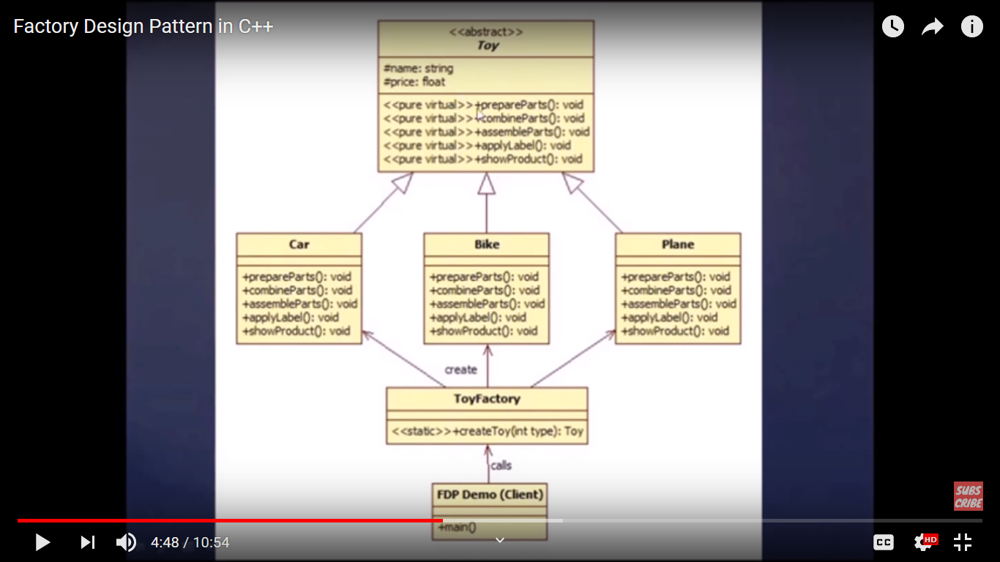 Factory Design Pattern in C++
<<abstract>>
Toy
#name: string
#price: float
<<pure virtual>>+prepareParts(): void
<<pure virtual>>+combineParts(): void
<<pure virtual>>+assembleParts(): void
<<pure virtual>>+applyLabel(): void
<<pure virtual>>+showProduct(): void
Car
+prepareParts(): void
+combineParts(): void
+assembleParts(): void
+applyLabel(): void
+showProduct(): void
Bike
+prepareParts(): void
+combineParts(): void
+assembleParts(): void
+applyLabel(): void
+showProduct(): void
Plane
+prepareParts(): void
+combineParts(): void
+assembleParts(): void
+applyLabel(): void
+showProduct(): void
create
ToyFactory
<<static>>+createToy(int type): Toy
calls
FDP Demo (Client)
+main()
SUBS
CRIBE
4:48 / 10:54
CC
HD